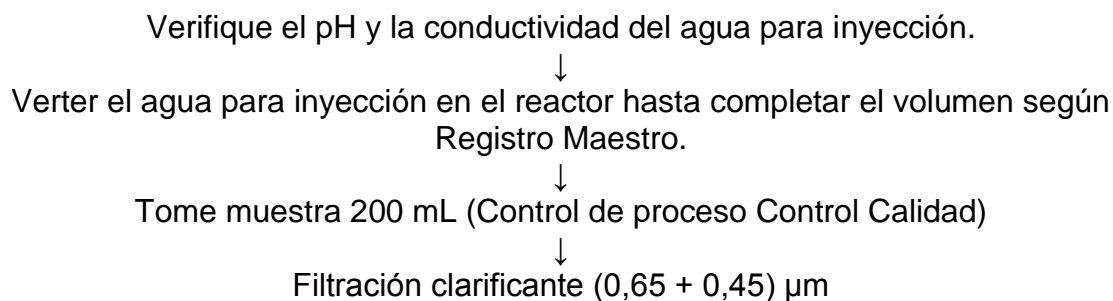 Verifique el pH y la conductividad del agua para inyección.
↓
Verter el agua para inyección en el reactor hasta completar el volumen según
Registro Maestro.
↓
Tome muestra 200 mL (Control de proceso Control Calidad)
↓
Filtración clarificante (0,65 + 0,45) μm